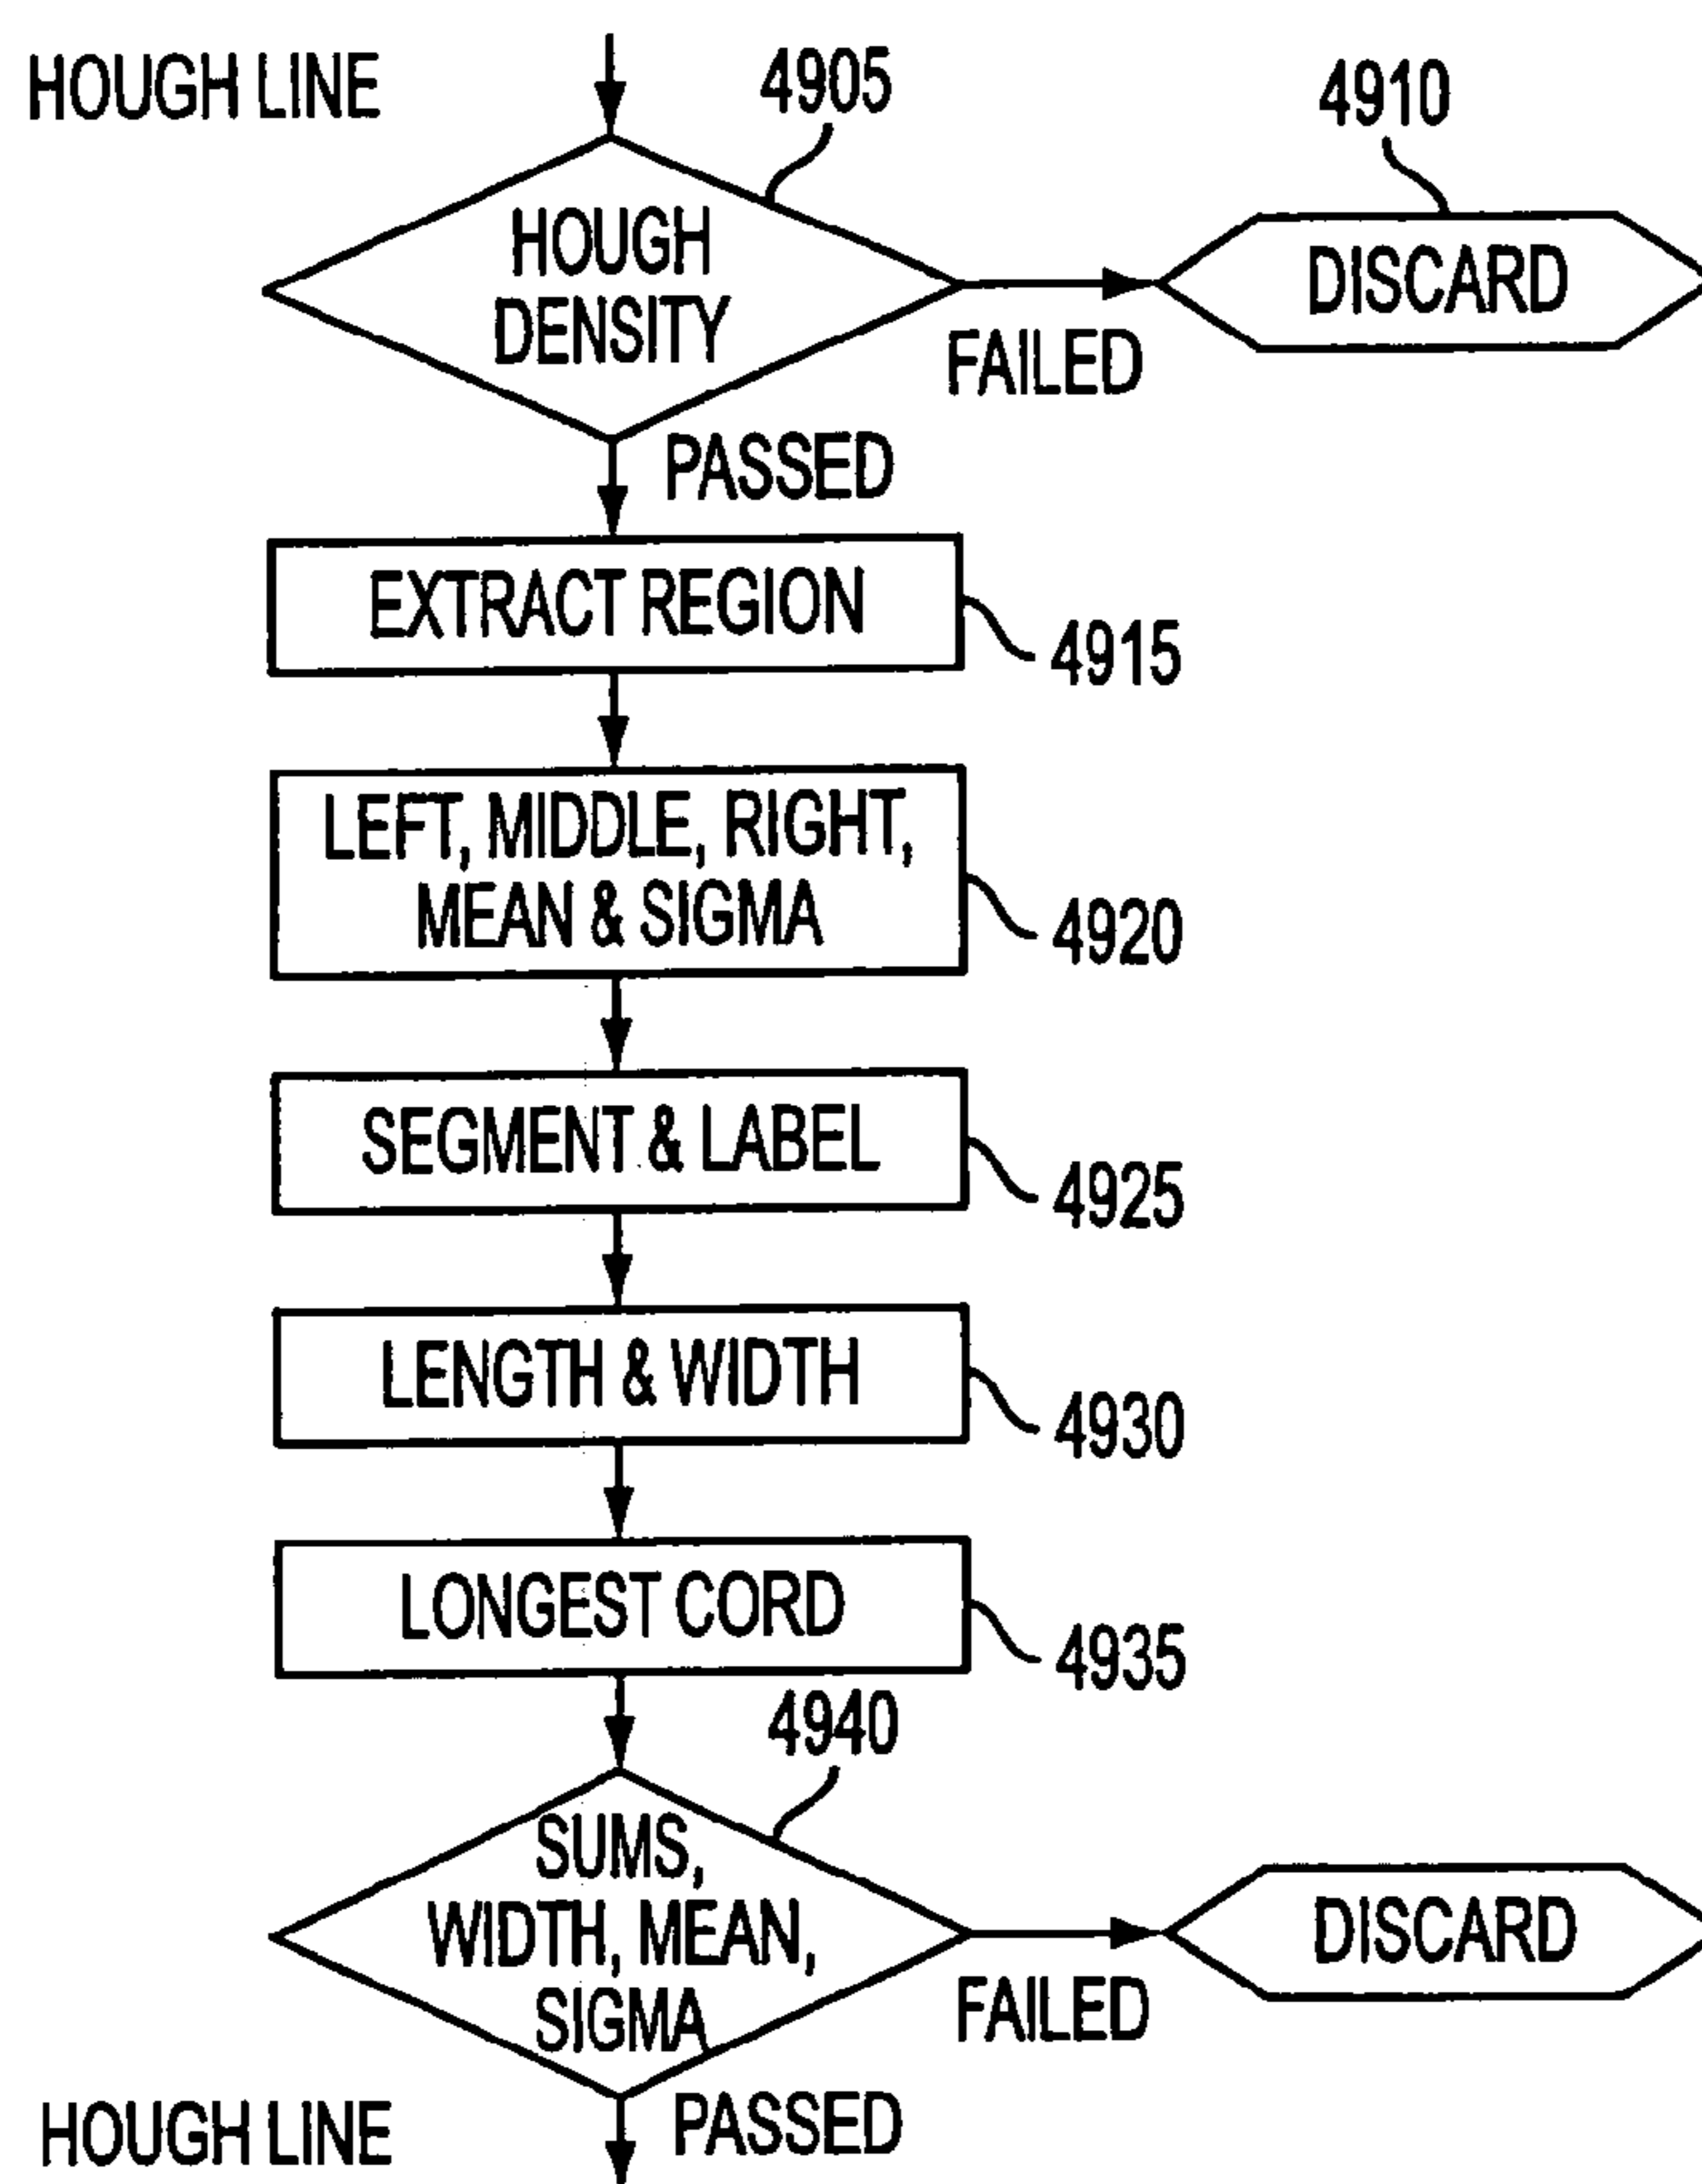 HOUGH LINE
4905
4910
HOUGH
DENSITY
DISCARD
FAILED
PASSED
EXTRACT REGION
4915
LEFT, MIDDLE, RIGHT,
MEAN & SIGMA
4920
SEGMENT & LABEL
4925
LENGTH & WIDTH
4930
LONGEST CORD
4935
4940
SUMS,
WIDTH, MEAN,
SIGMA
DISCARD
FAILED
HOUGH LINE
PASSED